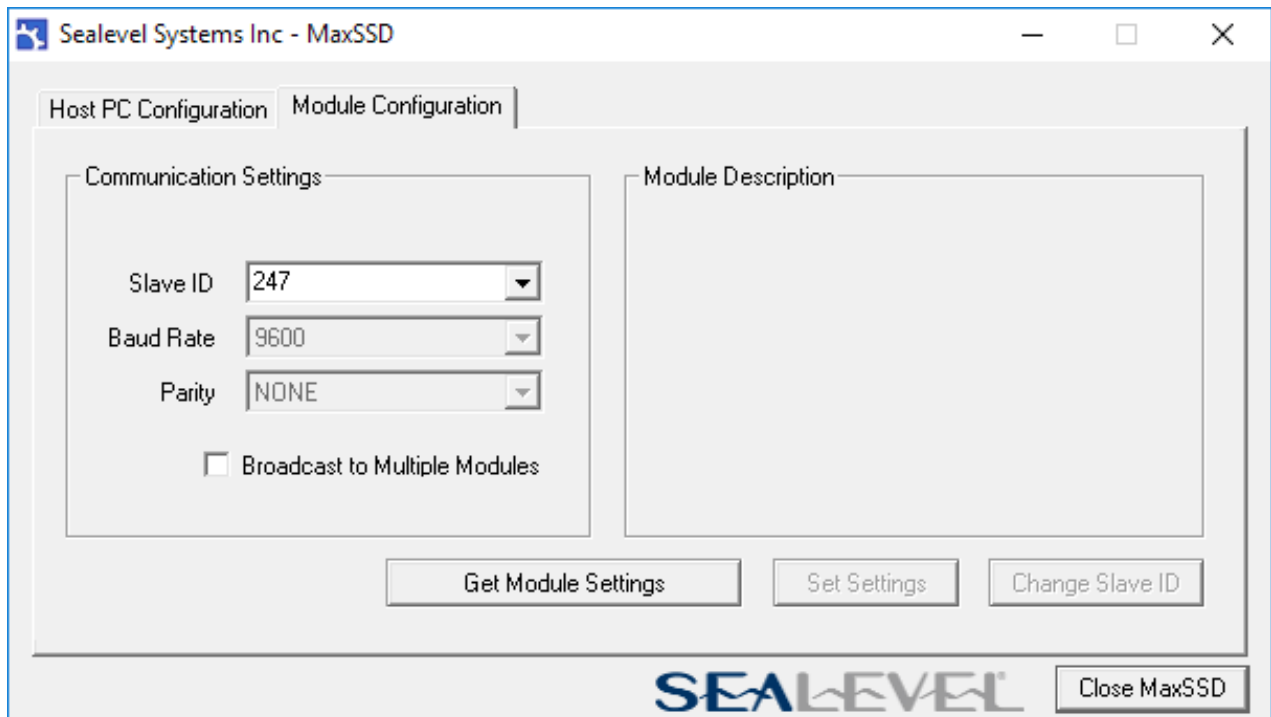 Sealevel Systems Inc - MaxSSD
Host PC Configuration
Module Configuration
Communication Settings
Slave ID
247
Baud Rate
9600
Parity
NONE
Broadcast to Multiple Modules
Module Description
Get Module Settings
Set Settings
Change Slave ID
SEALEVEL®
Close MaxSSD